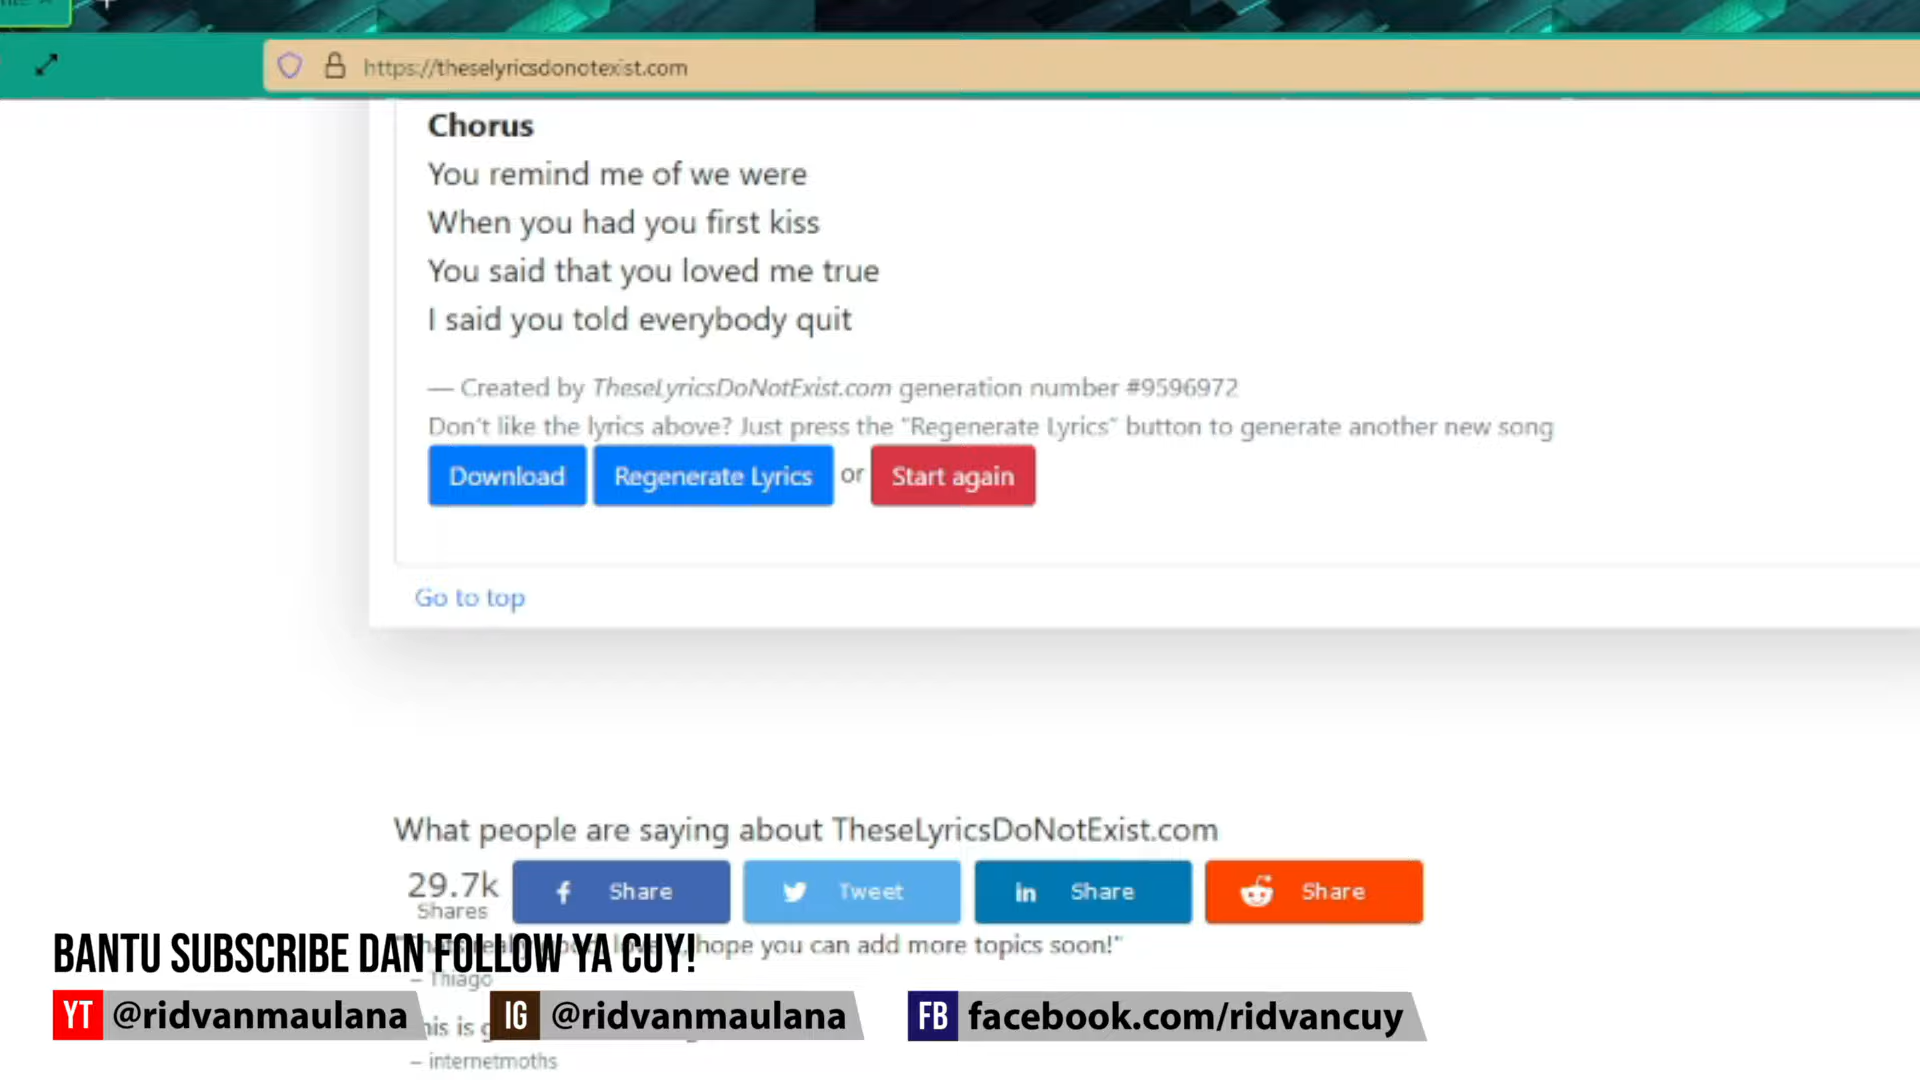 https://theselyricsdonotexist.com
Chorus
You remind me of we were
When you had you first kiss
You said that you loved me true
I said you told everybody quit
— Created by TheseLyricsDoNotExist.com generation number #9596972
Don't like the lyrics above? Just press the "Regenerate Lyrics" button to generate another new song
Download Regenerate Lyrics or Start again
Go to top
What people are saying about TheseLyricsDoNotExist.com
29.7k
Shares
Share
Tweet
Share
Share
hope you can add more topics soon!"
– Thiago
BANTU SUBSCRIBE DAN FOLLOW YA CUY!
YT @ridvanmaulana IG @ridvanmaulana FB facebook.com/ridvancuy
his is
– internetmoths